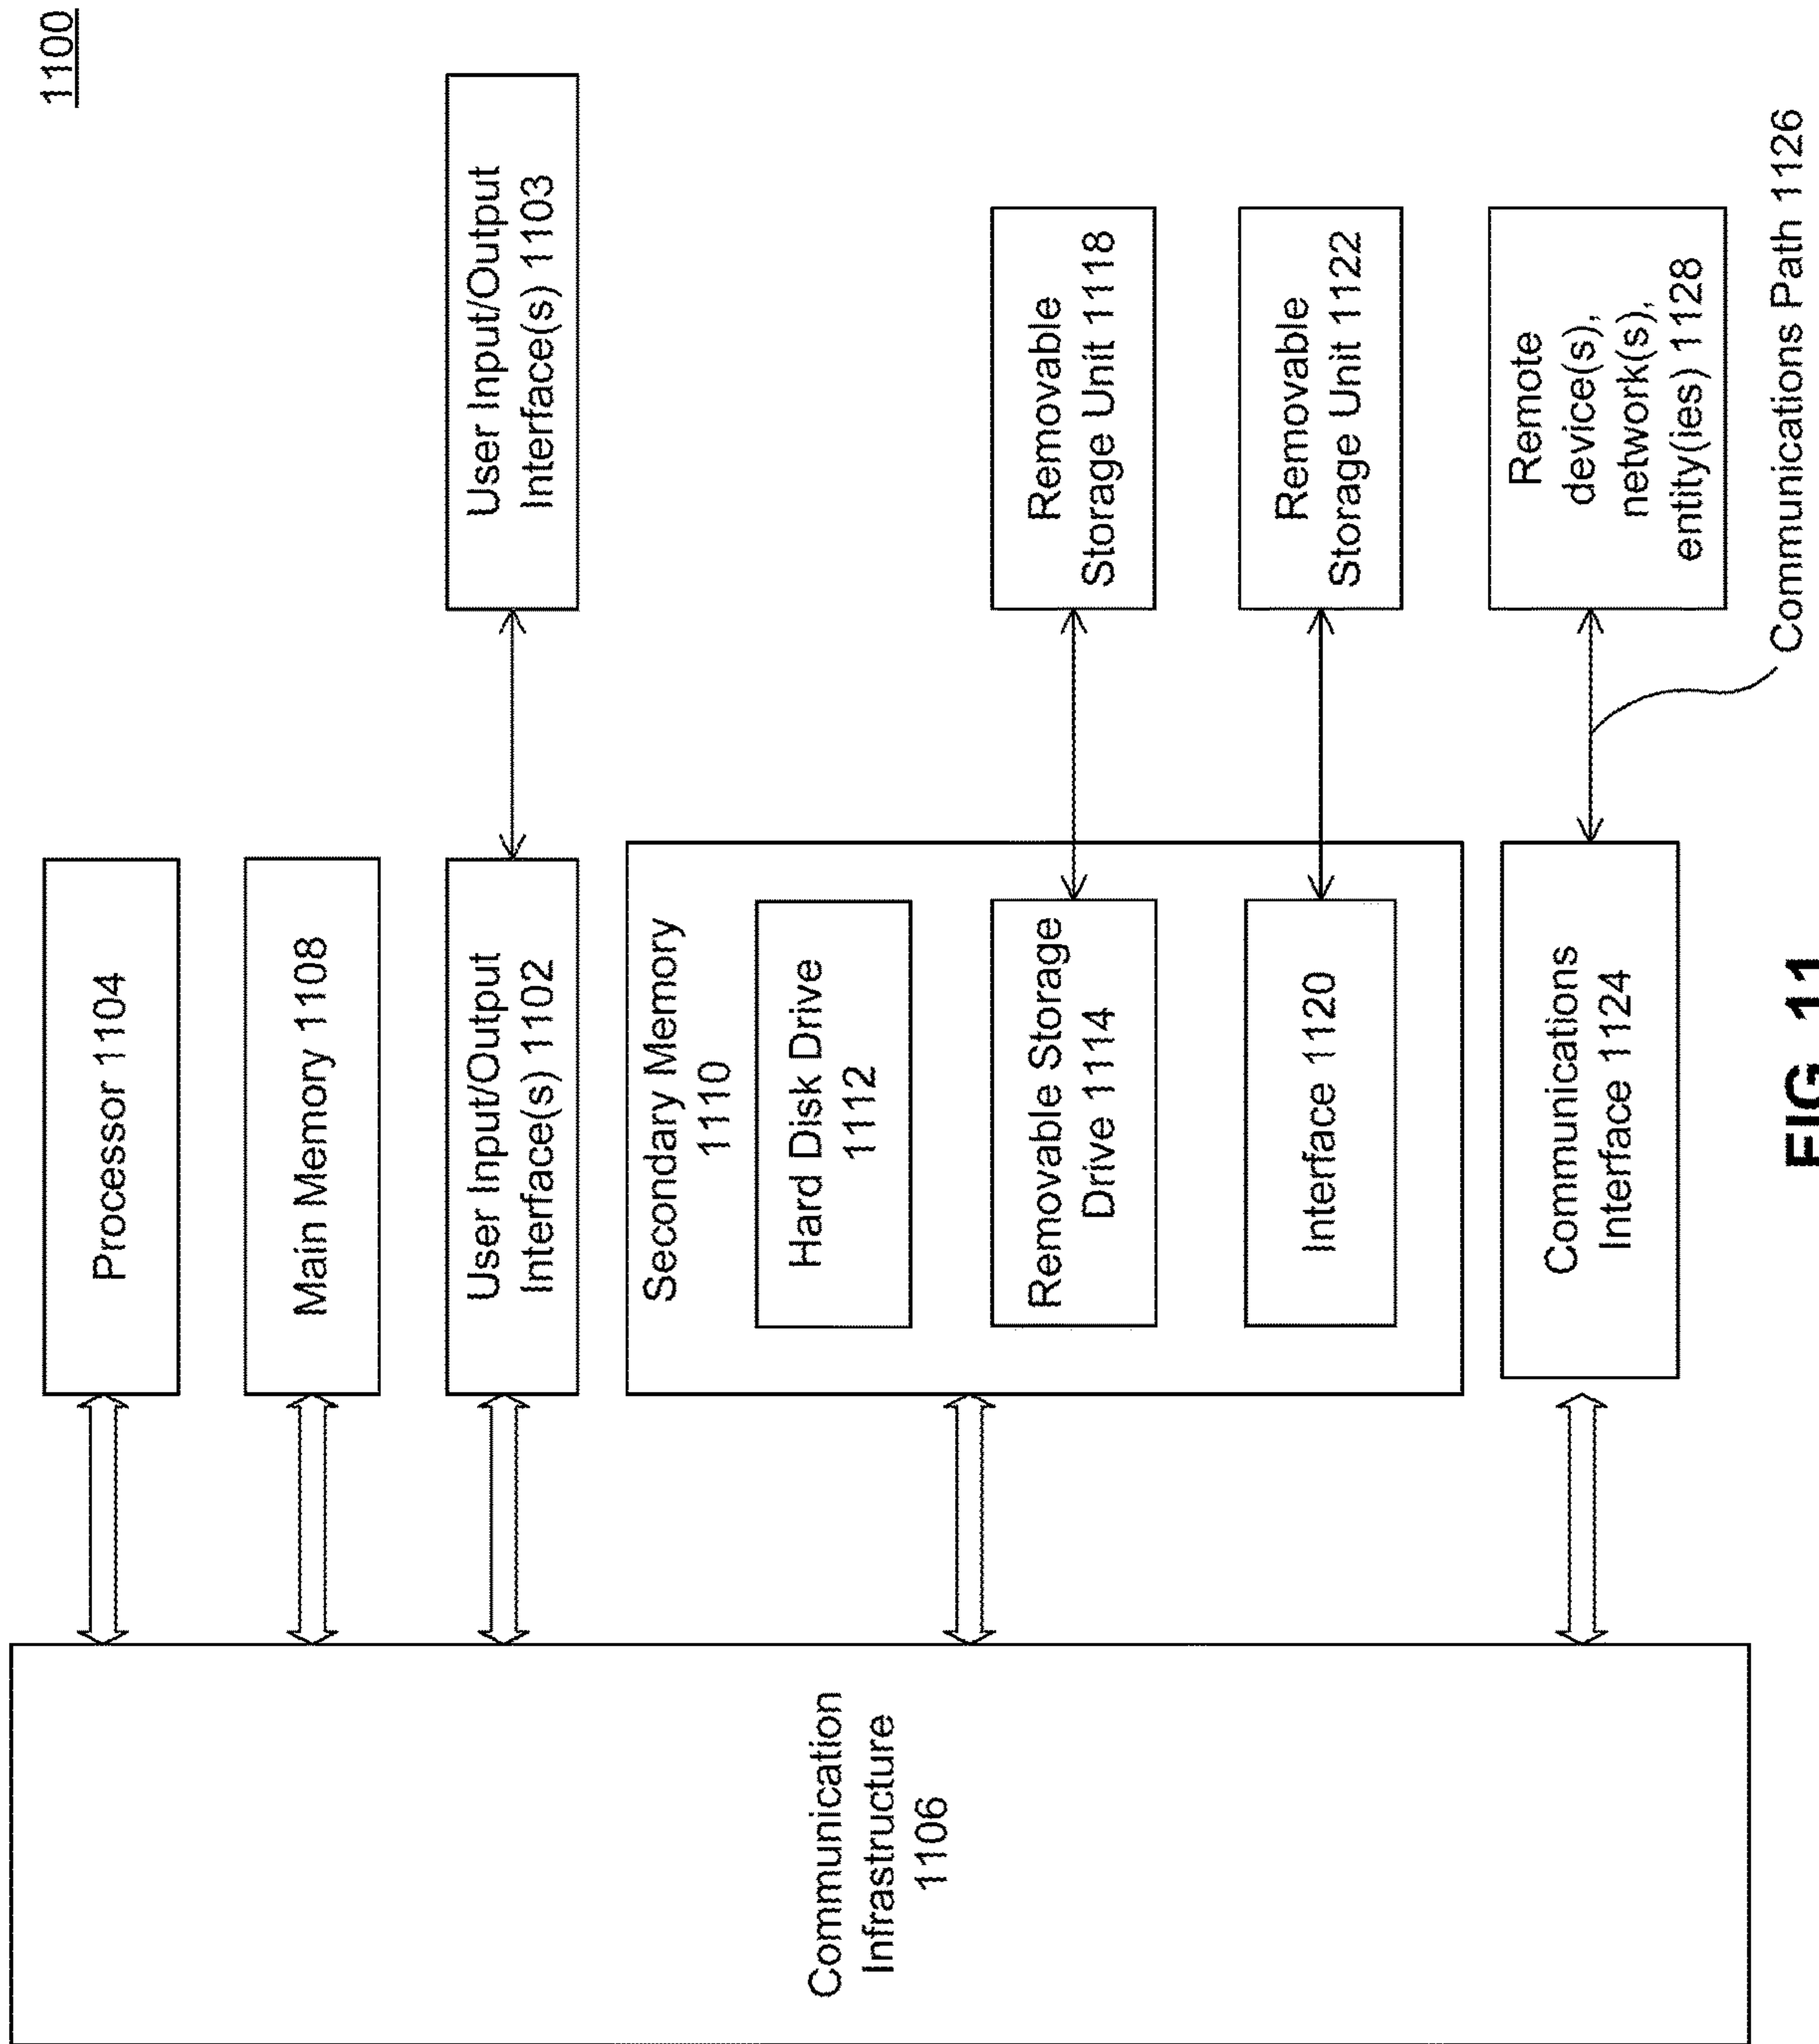 1100
Processor 1104
Main Memory 1108
User Input/Output
Interface(s) 1102
User Input/Output
Interface(s) 1103
Secondary Memory
1110
Hard Disk Drive
1112
Communication
Infrastructure
1106
Removable Storage
Drive 1114
Removable
Storage Unit 1118
Interface 1120
Removable
Storage Unit 1122
Communications
Interface 1124
Remote
device(s),
network(s),
entity(ies) 1128
Communications Path 1126
FIG. 11